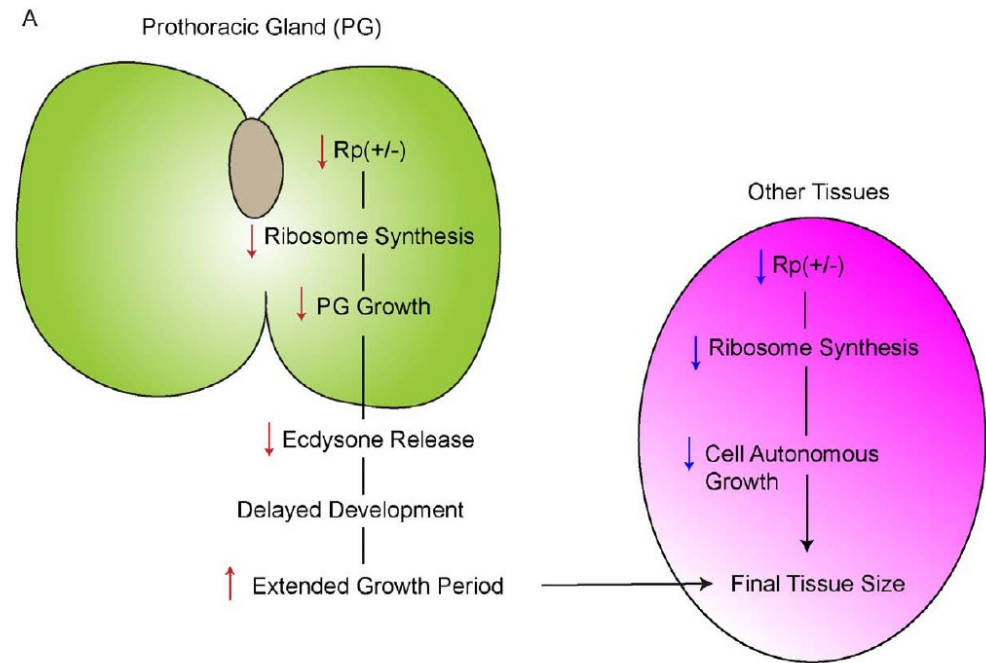 A
Prothoracic Gland (PG)
Rp(+/-)
Ribosome Synthesis
PG Growth
Ecdysone Release
Delayed Development
Extended Growth Period
Other Tissues
Rp(+/-)
Ribosome Synthesis
Cell Autonomous
Growth
Final Tissue Size